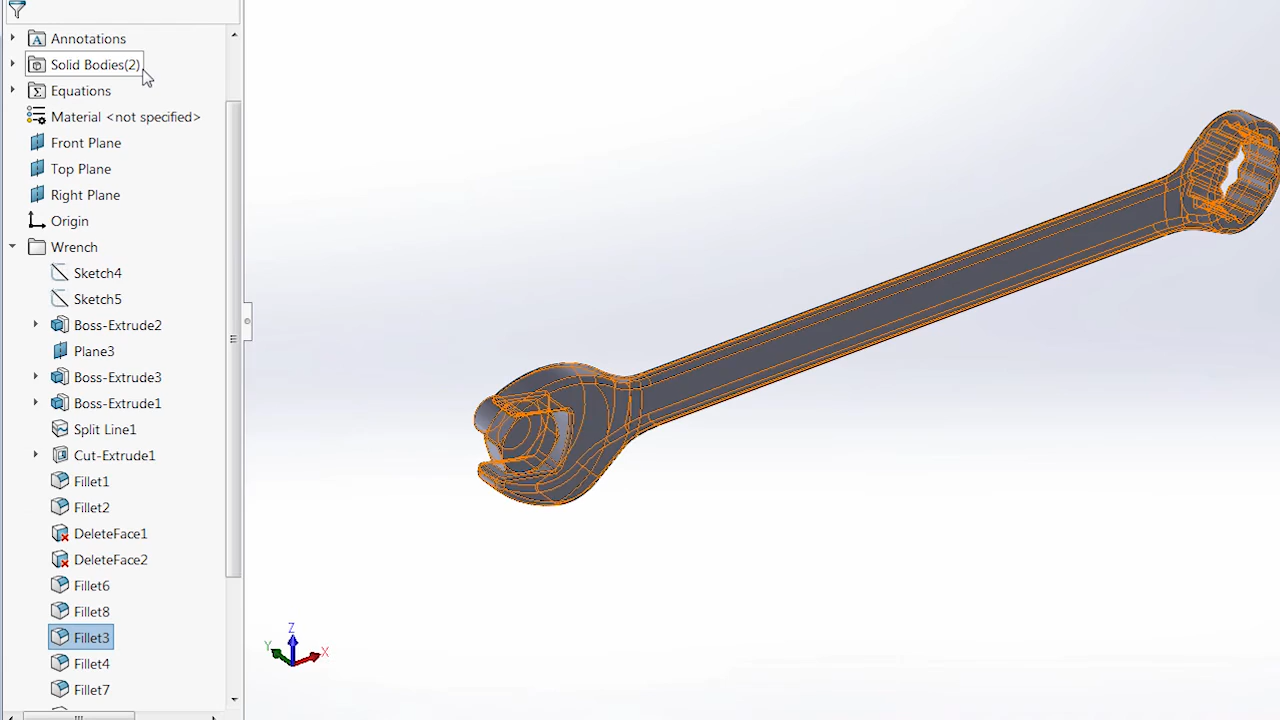 Annotations
Solid Bodies(2)
Equations
Material <not specified>
Front Plane
Top Plane
Right Plane
Origin
Wrench
Sketch4
Sketch5
Boss-Extrude2
Plane3
Boss-Extrude3
Boss-Extrude1
Split Line1
Cut-Extrude1
Fillet1
Fillet2
DeleteFace1
DeleteFace2
Fillet6
Fillet8
Fillet3
Fillet4
Fillet7
Z
Y
X